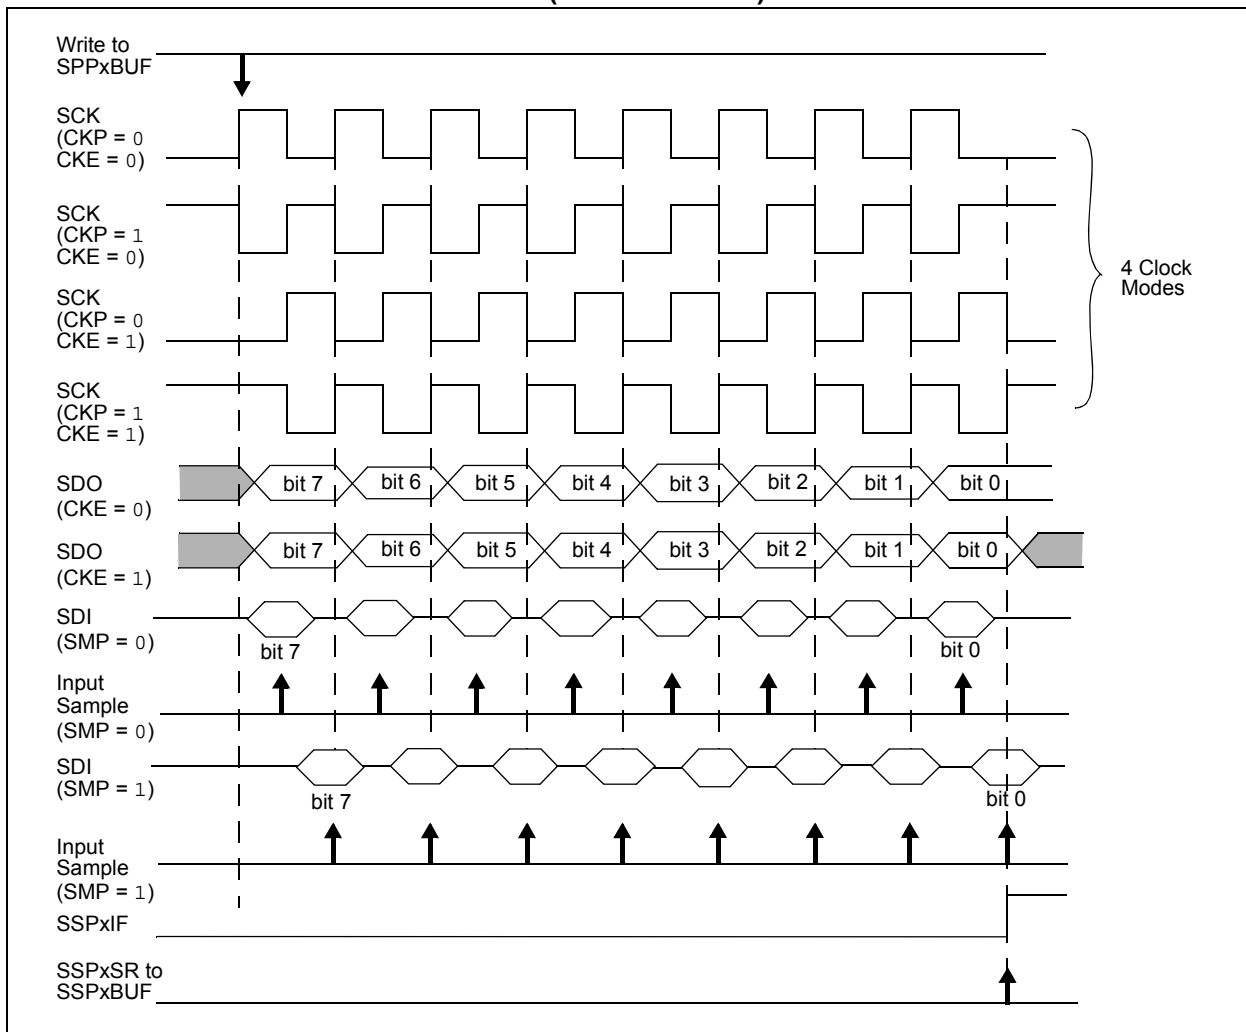 Write to
SPPxBUF
SCK
(CKP = 0
CKE = 0)
SCK
(CKP = 1
CKE = 0)
4 Clock
Modes
SCK
(CKP = 0
CKE = 1)
SCK
(CKP = 1
CKE = 1)
SDO
(CKE = 0)
bit 7 bit 6 bit 5 bit 4 bit 3 bit 2 bit 1 bit 0
SDO
(CKE = 1)
bit 7 bit 6 bit 5 bit 4 bit 3 bit 2 bit 1 bit 0
SDI
(SMP = 0)
bit 7 bit 0
Input
Sample
(SMP = 0)
SDI
(SMP = 1)
bit 7 bit 0
Input
Sample
(SMP = 1)
SSPxIF
SSPxSR to
SSPxBUF